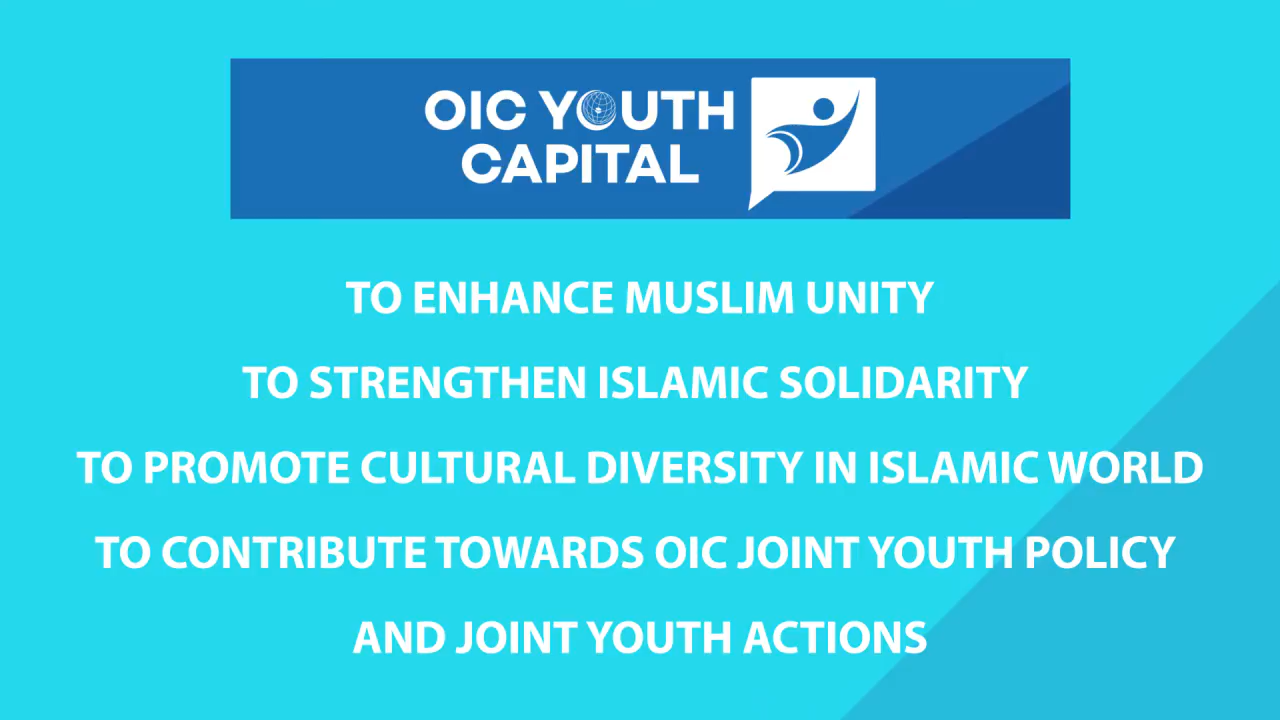 OIC YOUTH
CAPITAL
TO ENHANCE MUSLIM UNITY
TO STRENGTHEN ISLAMIC SOLIDARITY
TO PROMOTE CULTURAL DIVERSITY IN ISLAMIC WORLD
TO CONTRIBUTE TOWARDS OIC JOINT YOUTH POLICY
AND JOINT YOUTH ACTIONS